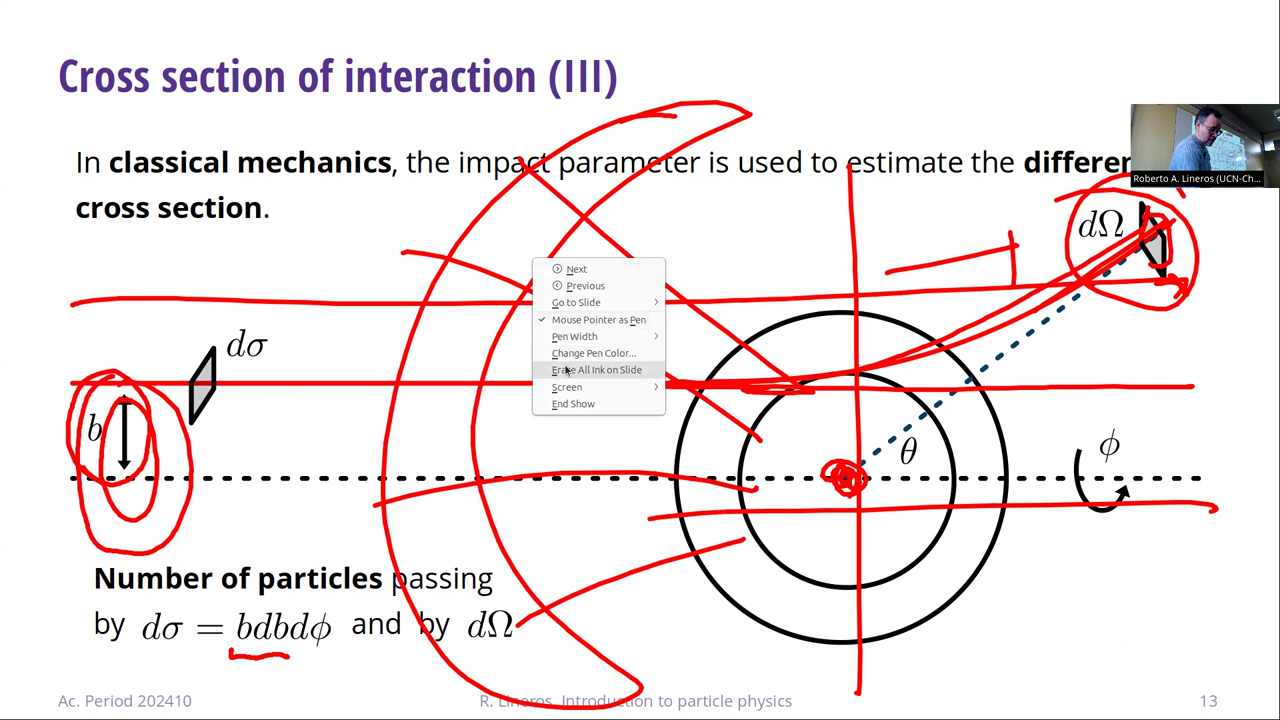 Cross section of interaction (III)
In classical mechanics, the impact parameter is used to estimate the differen
cross section.
Roberto A. Lineros (UCN-Ch...
dΩ
dσ
b
θ
ϕ
Next
Previous
Go to Slide
Mouse Pointer as Pen
Pen Width
Change Pen Color...
Erase All Ink on Slide
Screen
End Show
Number of particles passing
by dσ = bdbdϕ and by dΩ
Ac. Period 202410
R. Lineros, Introduction to particle physics
13